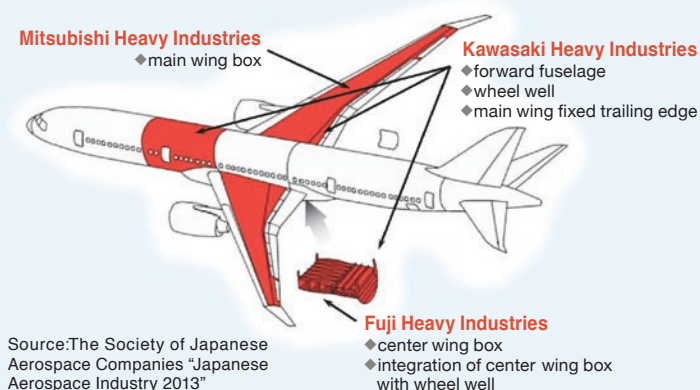 Mitsubishi Heavy Industries
◆main wing box
Kawasaki Heavy Industries
◆forward fuselage
◆wheel well
◆main wing fixed trailing edge
Fuji Heavy Industries
◆center wing box
◆integration of center wing box
with wheel well
Source:The Society of Japanese
Aerospace Companies “Japanese
Aerospace Industry 2013”